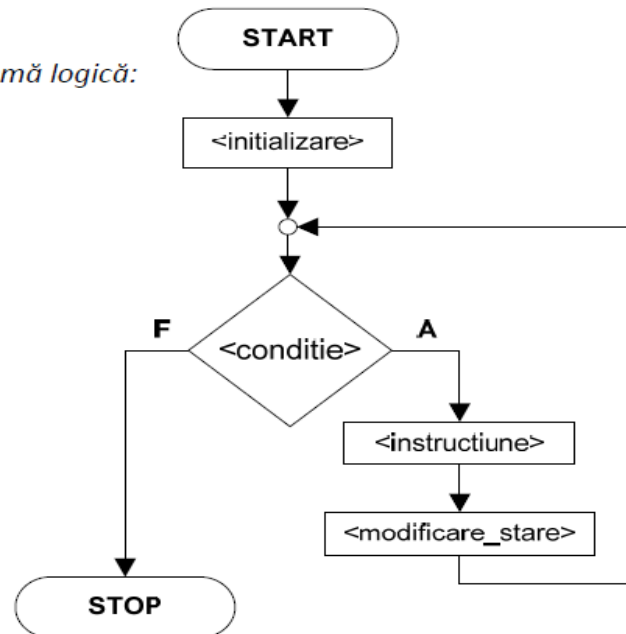 START
mă logică:
<initializare>
F
A
<conditie>
<instructiune>
<modificare_stare>
STOP